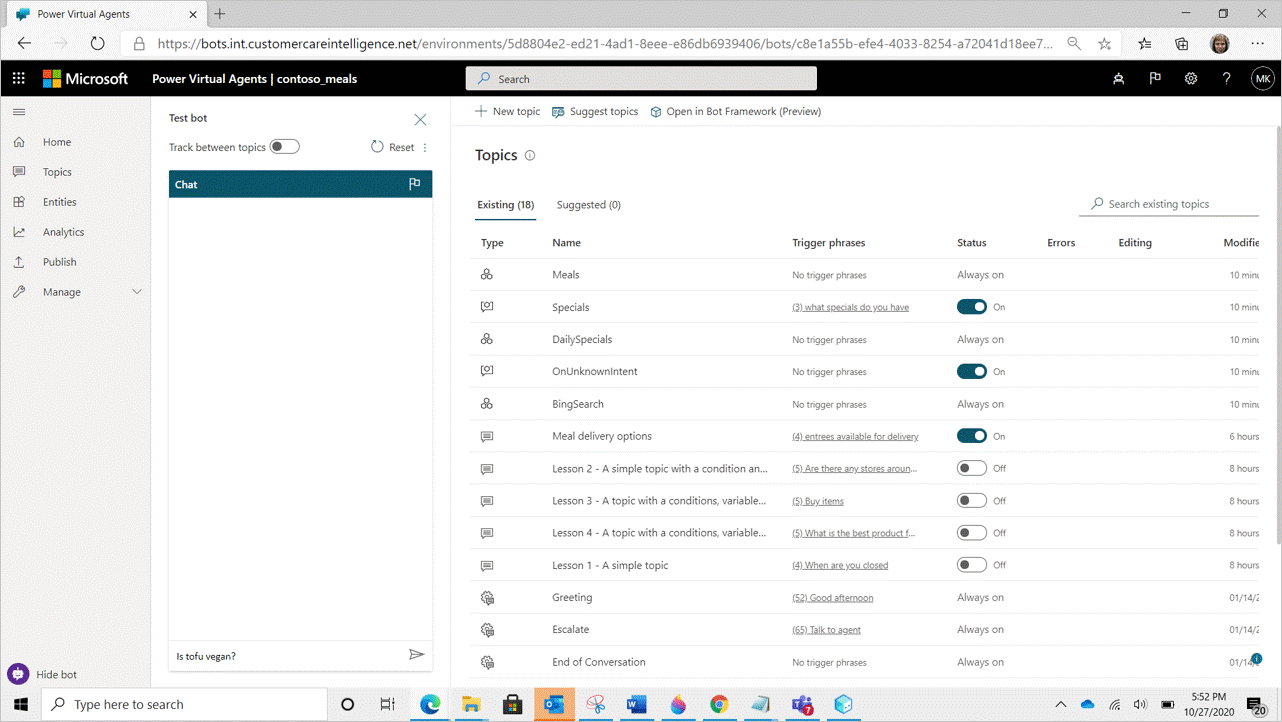 Power Virtual Agents
https://bots.int.customercareintelligence.net/environments/5d8804e2-ed21-4ad1-8eee-e86db6939406/bots/c8e1a55b-efe4-4033-8254-a72041d18ee7...
Microsoft
Power Virtual Agents | contoso_meals
Search
MK
Home
Topics
Entities
Analytics
Publish
Manage
Hide bot
Test bot
Track between topics
Reset
Chat
Is tofu vegan?
New topic
Suggest topics
Open in Bot Framework (Preview)
Topics
Existing (18)
Suggested (0)
Search existing topics
Type Name Trigger phrases Status Errors Editing Modifie
Meals No trigger phrases Always on 10 minu
Specials (3) what specials do you have On 10 minu
DailySpecials No trigger phrases Always on 10 minu
OnUnknownIntent No trigger phrases On 10 minu
BingSearch No trigger phrases Always on 10 minu
Meal delivery options (4) entrees available for delivery On 6 hours
Lesson 2 - A simple topic with a condition an... (5) Are there any stores aroun... Off 8 hours
Lesson 3 - A topic with a conditions, variable... (5) Buy items Off 8 hours
Lesson 4 - A topic with a conditions, variable... (5) What is the best product f... Off 8 hours
Lesson 1 - A simple topic (4) When are you closed Off 8 hours
Greeting (52) Good afternoon Always on 01/14/2
Escalate (65) Talk to agent Always on 01/14/2
End of Conversation No trigger phrases Always on 01/14/
Type here to search
7
5:52 PM
10/27/2020
20